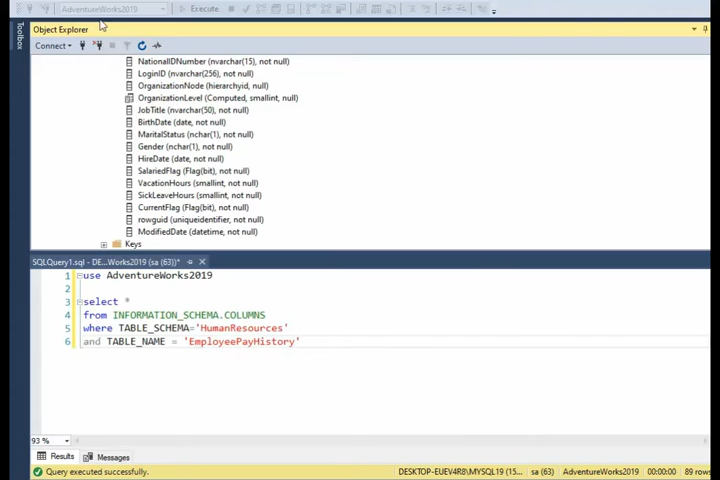 AdventureWorks2019
Execute
Toolbox
Object Explorer
Connect
NationalIDNumber (nvarchar(15), not null)
LoginID (nvarchar(256), not null)
OrganizationNode (hierarchyid, null)
OrganizationLevel (Computed, smallint, null)
JobTitle (nvarchar(50), not null)
BirthDate (date, not null)
MaritalStatus (nchar(1), not null)
Gender (nchar(1), not null)
HireDate (date, not null)
SalariedFlag (Flag(bit), not null)
VacationHours (smallint, not null)
SickLeaveHours (smallint, not null)
CurrentFlag (Flag(bit), not null)
rowguid (uniqueidentifier, not null)
ModifiedDate (datetime, not null)
Keys
SQLQuery1.sql - DE...Works2019 (sa (63))*
1 use AdventureWorks2019
2
3 select *
4 from INFORMATION_SCHEMA.COLUMNS
5 where TABLE_SCHEMA='HumanResources'
6 and TABLE_NAME = 'EmployeePayHistory'
93 %
Results Messages
Query executed successfully. DESKTOP-EUEV4R8\MYSQL19 (15... sa (63) AdventureWorks2019 00:00:00 89 rows